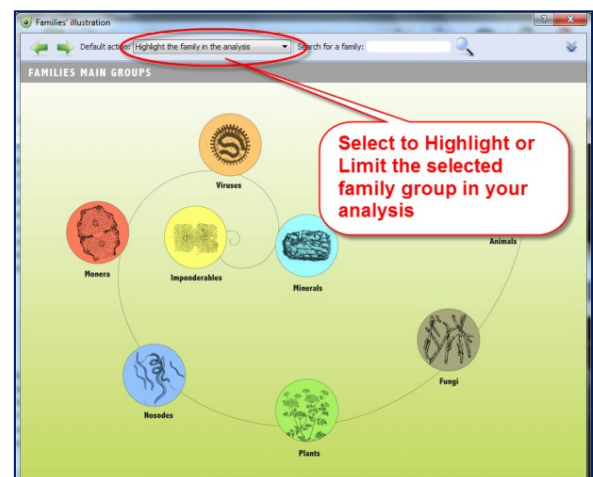 Families' illustration
Default action: Highlight the family in the analysis Search for a family:
FAMILIES MAIN GROUPS
Select to Highlight or
Limit the selected
family group in your
analysis
Viruses
Monera
Imponderables
Minerals
Animals
Fungi
Nosodes
Plants